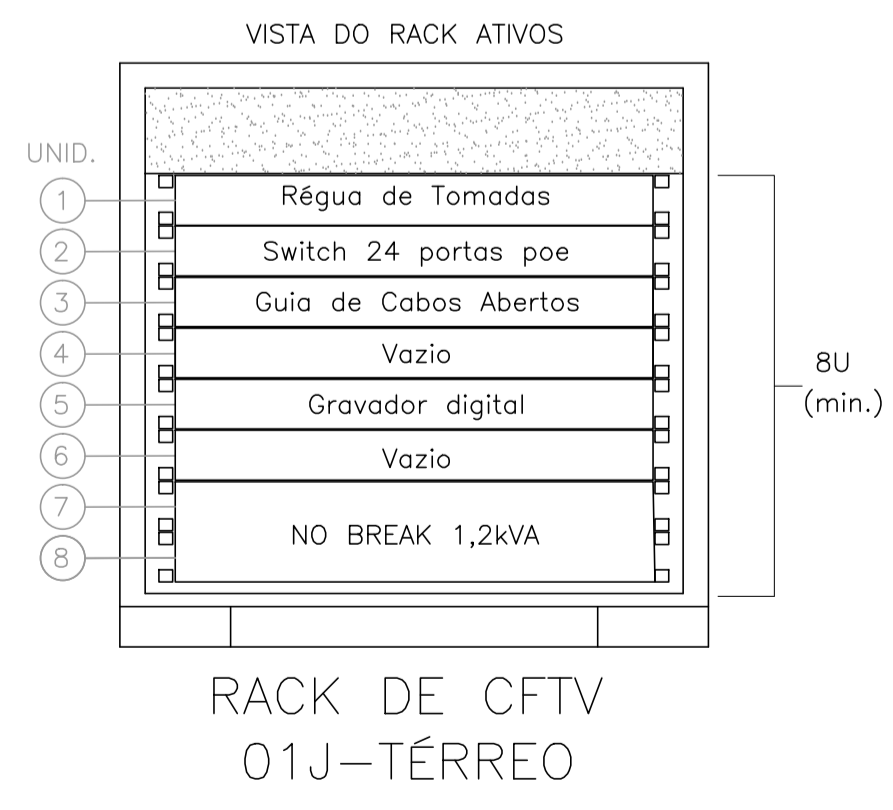 VISTA DO RACK ATIVOS
UNID.
1 Régua de Tomadas
2 Switch 24 portas poe
3 Guia de Cabos Abertos
4 Vazio
5 Gravador digital
6 Vazio
7
NO BREAK 1,2kVA
8
8U
(min.)
RACK DE CFTV
01J-TÉRREO